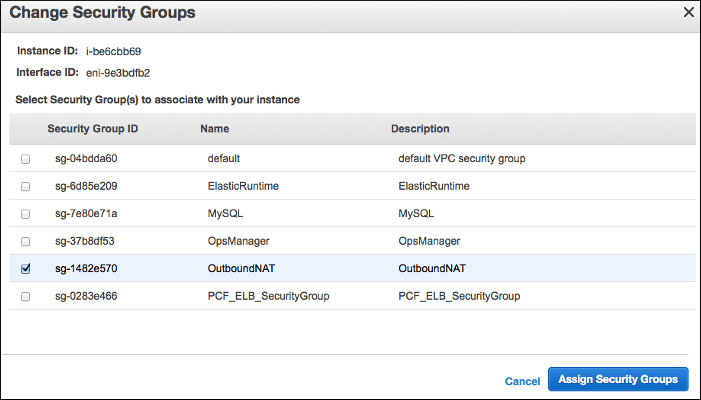 Change Security Groups
Instance ID: i-be6cbb69
Interface ID: eni-9e3bdfb2
Select Security Group(s) to associate with your instance
Security Group ID Name Description
sg-04bdda60 default default VPC security group
sg-6d85e209 ElasticRuntime ElasticRuntime
sg-7e80e71a MySQL MySQL
sg-37b8df53 OpsManager OpsManager
sg-1482e570 OutboundNAT OutboundNAT
sg-0283e466 PCF_ELB_SecurityGroup PCF_ELB_SecurityGroup
Cancel Assign Security Groups